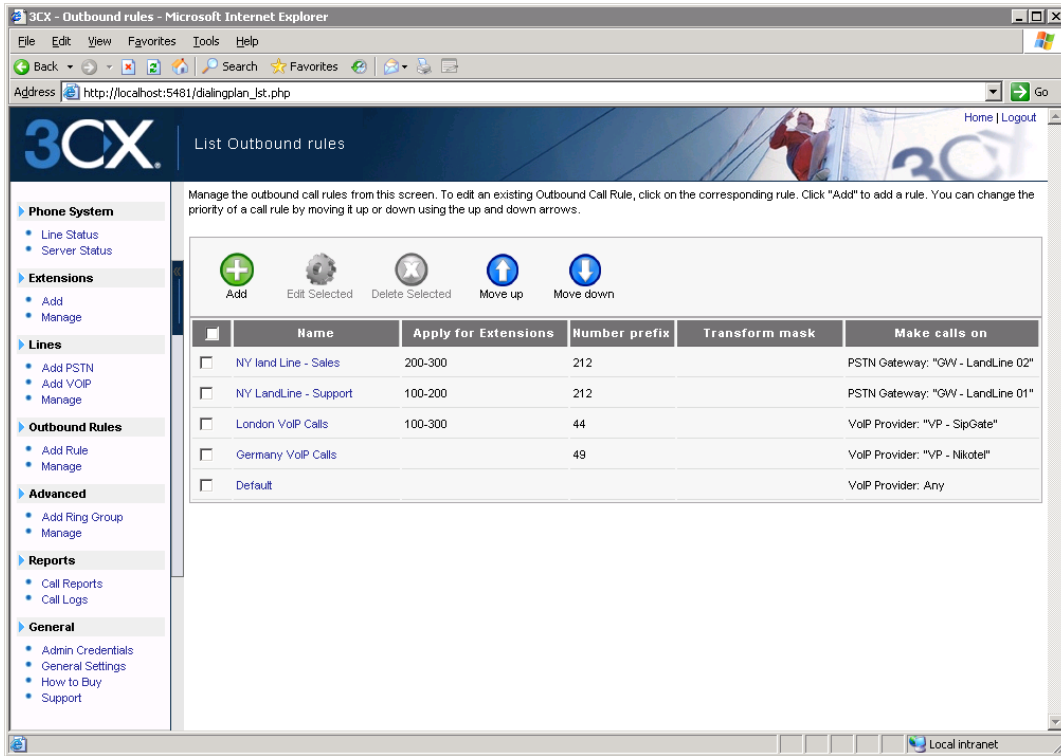 3CX - Outbound rules - Microsoft Internet Explorer
File Edit View Favorites Tools Help
Back Search Favorites
Address http://localhost:5481/dialingplan_lst.php Go
3CX. List Outbound rules Home | Logout
3C
Manage the outbound call rules from this screen. To edit an existing Outbound Call Rule, click on the corresponding rule. Click "Add" to add a rule. You can change the
priority of a call rule by moving it up or down using the up and down arrows.
Phone System
Line Status
Server Status
Extensions
Add
Manage
Lines
Add PSTN
Add VOIP
Manage
Outbound Rules
Add Rule
Manage
Advanced
Add Ring Group
Manage
Reports
Call Reports
Call Logs
General
Admin Credentials
General Settings
How to Buy
Support
Add Edit Selected Delete Selected Move up Move down
Name Apply for Extensions Number prefix Transform mask Make calls on
NY land Line - Sales 200-300 212 PSTN Gateway: "GW - LandLine 02"
NY LandLine - Support 100-200 212 PSTN Gateway: "GW - LandLine 01"
London VoIP Calls 100-300 44 VoIP Provider: "VP - SipGate"
Germany VoIP Calls 49 VoIP Provider: "VP - Nikotel"
Default VoIP Provider: Any
Local intranet